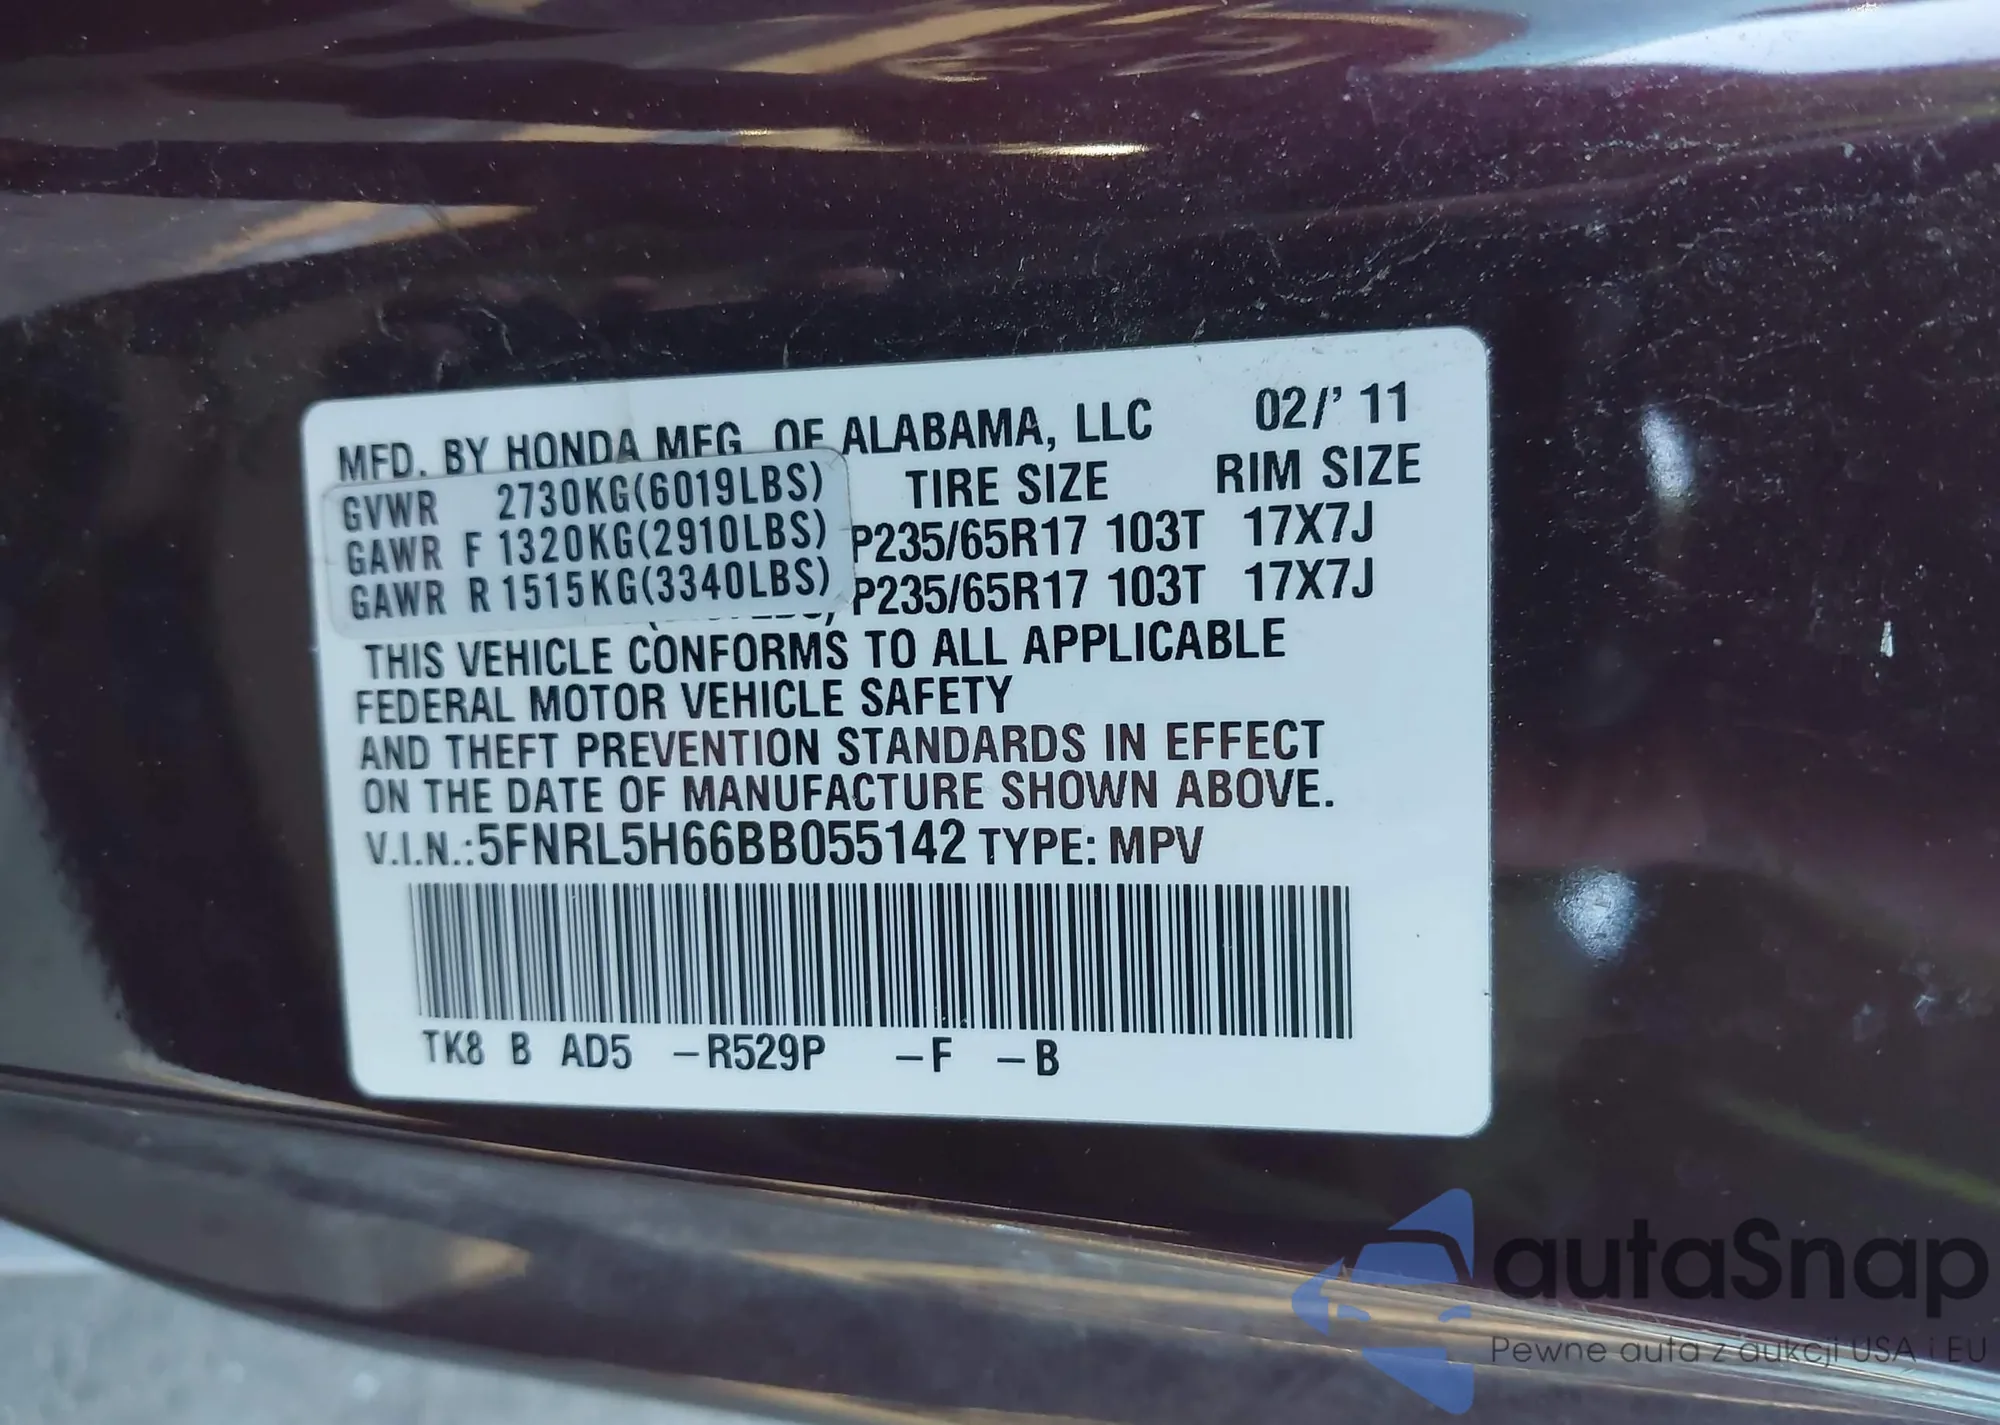 MFD. BY HONDA MFG. OF ALABAMA, LLC 02/' 11
TIRE SIZE RIM SIZE
GVWR 2730KG(6019LBS)
GAWR F 1320KG(2910LBS) P235/65R17 103T 17X7J
GAWR R 1515KG(3340LBS) P235/65R17 103T 17X7J
THIS VEHICLE CONFORMS TO ALL APPLICABLE
FEDERAL MOTOR VEHICLE SAFETY
AND THEFT PREVENTION STANDARDS IN EFFECT
ON THE DATE OF MANUFACTURE SHOWN ABOVE.
V.I.N.:5FNRL5H66BB055142 TYPE: MPV
TK8 B AD5 –R529P –F –B
autaSnap
Pewne auta z aukcji USA i EU